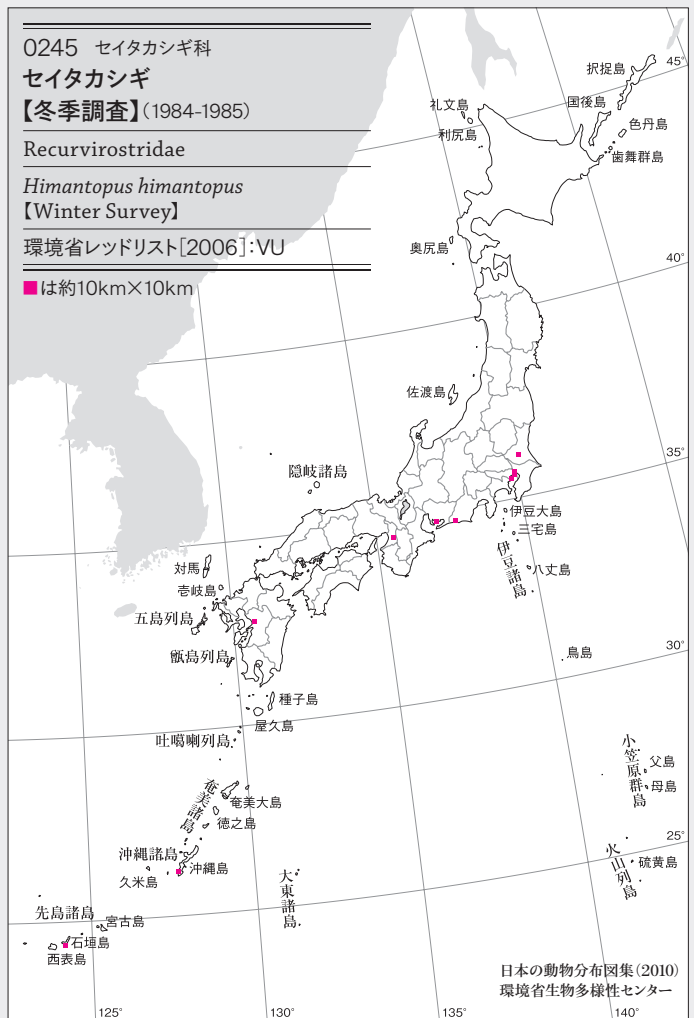 0245 セイタカシギ科
セイタカシギ
【冬季調査】(1984-1985)
Recurvirostridae
Himantopus himantopus
【Winter Survey】
環境省レッドリスト[2006]:VU
■は約10km×10km
択捉島
45°
礼文島
国後島
利尻島
色丹島
歯舞群島
奥尻島
40°
佐渡島
35°
隠岐諸島
伊豆大島
三宅島
伊豆諸島
八丈島
対馬
壱岐島
五島列島
甑島列島
鳥島
30°
種子島
屋久島
吐噶喇列島
小笠原群島
父島
母島
奄美諸島
奄美大島
徳之島
25°
沖縄諸島
沖縄島
久米島
大東諸島
火山列島
硫黄島
先島諸島
宮古島
石垣島
西表島
日本の動物分布図集(2010)
環境省生物多様性センター
125°
130°
135°
140°